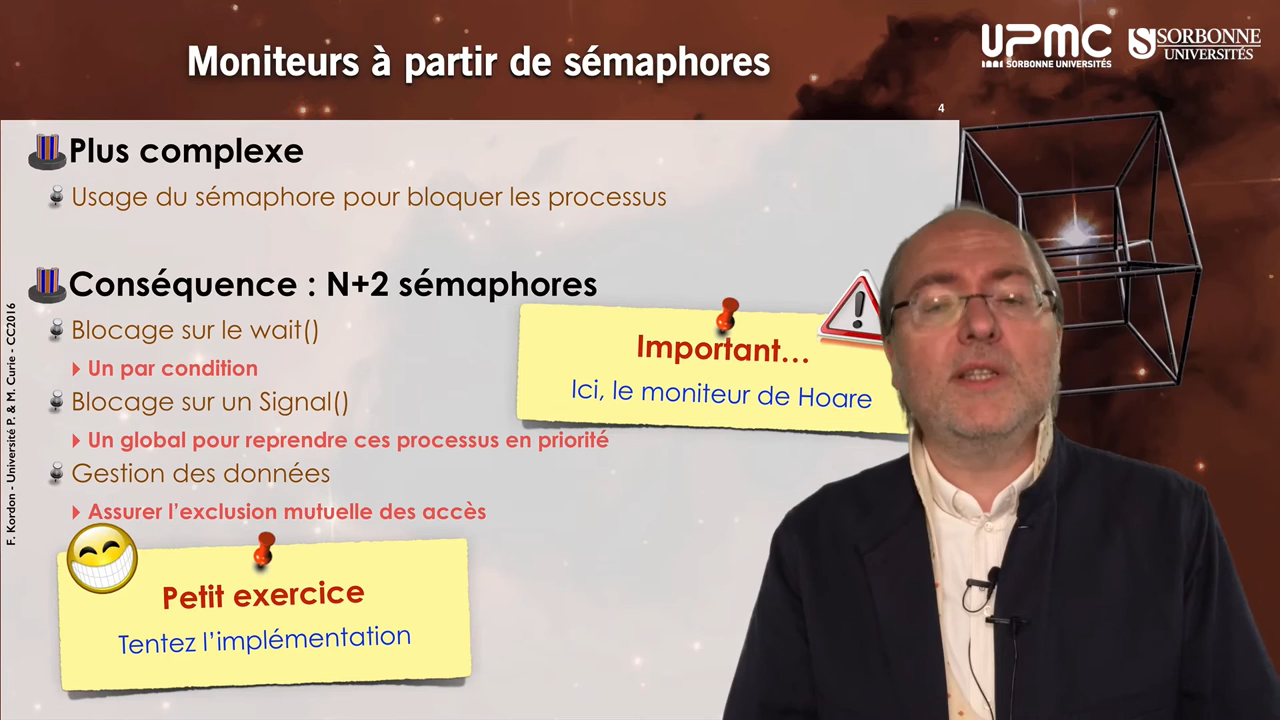 Moniteurs à partir de sémaphores
UPMC
SORBONNE UNIVERSITÉS
SORBONNE
UNIVERSITÉS
4
Plus complexe
Usage du sémaphore pour bloquer les processus
Conséquence : N+2 sémaphores
Blocage sur le wait()
Un par condition
Blocage sur un Signal()
Un global pour reprendre ces processus en priorité
Gestion des données
Assurer l'exclusion mutuelle des accès
Important...
Ici, le moniteur de Hoare
Petit exercice
Tentez l'implémentation
F. Kordon - Université P. & M. Curie - CC2016